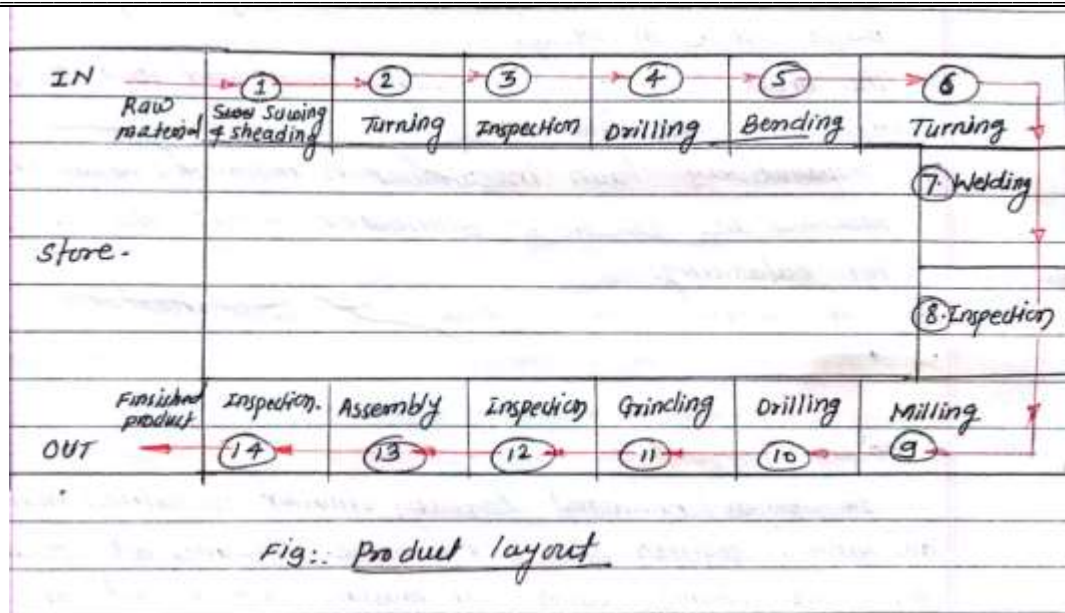 IN
Raw material
1
Sawing & sheading
2
Turning
3
Inspection
4
Drilling
5
Bending
6
Turning
7. Welding
8. Inspection
Store.
Finished product
OUT
Inspection.
14
Assembly
13
Inspection
12
Grinding
11
Drilling
10
Milling
9
Fig:. Product layout